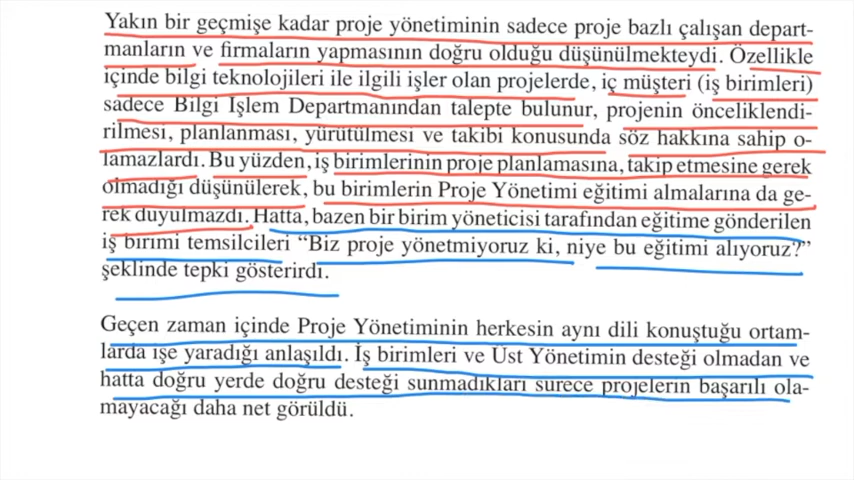 Yakın bir geçmişe kadar proje yönetiminin sadece proje bazlı çalışan depart-
manların ve firmaların yapmasının doğru olduğu düşünülmekteydi. Özellikle
içinde bilgi teknolojileri ile ilgili işler olan projelerde, iç müşteri (iş birimleri)
sadece Bilgi İşlem Departmanından talepte bulunur, projenin önceliklendi-
rilmesi, planlanması, yürütülmesi ve takibi konusunda söz hakkına sahip o-
lamazlardı. Bu yüzden, iş birimlerinin proje planlamasına, takip etmesine gerek
olmadığı düşünülerek, bu birimlerin Proje Yönetimi eğitimi almalarına da ge-
rek duyulmazdı. Hatta, bazen bir birim yöneticisi tarafından eğitime gönderilen
iş birimi temsilcileri “Biz proje yönetmiyoruz ki, niye bu eğitimi alıyoruz?”
şeklinde tepki gösterirdi.
Geçen zaman içinde Proje Yönetiminin herkesin aynı dili konuştuğu ortam-
larda işe yaradığı anlaşıldı. İş birimleri ve Üst Yönetimin desteği olmadan ve
hatta doğru yerde doğru desteği sunmadıkları sürece projelerin başarılı ola-
mayacağı daha net görüldü.